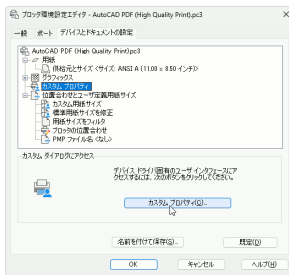 プロッタ環境設定エディタ - AutoCAD PDF (High Quality Print).pc3
一般 ポート デバイスとドキュメントの設定
AutoCAD PDF (High Quality Print).pc3
用紙
供給元とサイズ <サイズ: ANSI A (11.00 x 8.50 インチ)>
グラフィックス
カスタム プロパティ
位置合わせとユーザ定義用紙サイズ
カスタム用紙サイズ
標準用紙サイズを修正
用紙サイズをフィルタ
プロッタの位置合わせ
PMP ファイル名 <なし>
カスタム ダイアログにアクセス
デバイス ドライバ固有のユーザ インタフェースにア
クセスするには、次のボタンをクリックしてください。
カスタム プロパティ(O)...
名前を付けて保存(S)...
既定(D)
OK
キャンセル
ヘルプ(H)